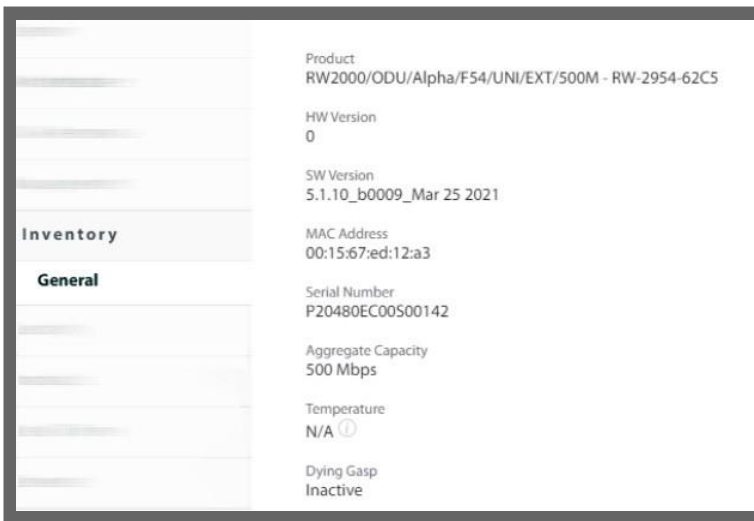 Product
RW2000/ODU/Alpha/F54/UNI/EXT/500M - RW-2954-62C5
HW Version
0
SW Version
5.1.10_b0009_Mar 25 2021
Inventory
MAC Address
00:15:67:ed:12:a3
General
Serial Number
P20480EC00S00142
Aggregate Capacity
500 Mbps
Temperature
N/A
Dying Gasp
Inactive